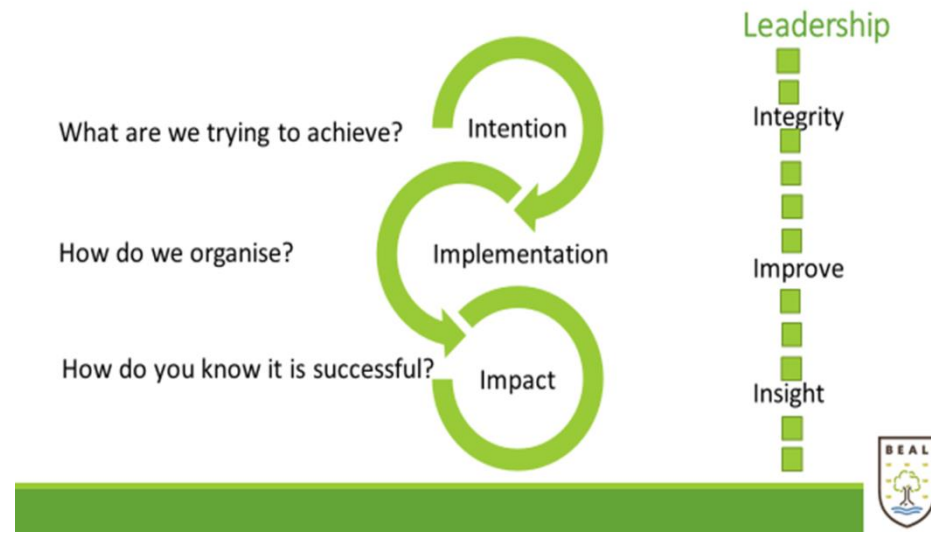 Leadership
Integrity
What are we trying to achieve?
Intention
How do we organise?
Implementation
Improve
How do you know it is successful?
Impact
Insight
BEAL